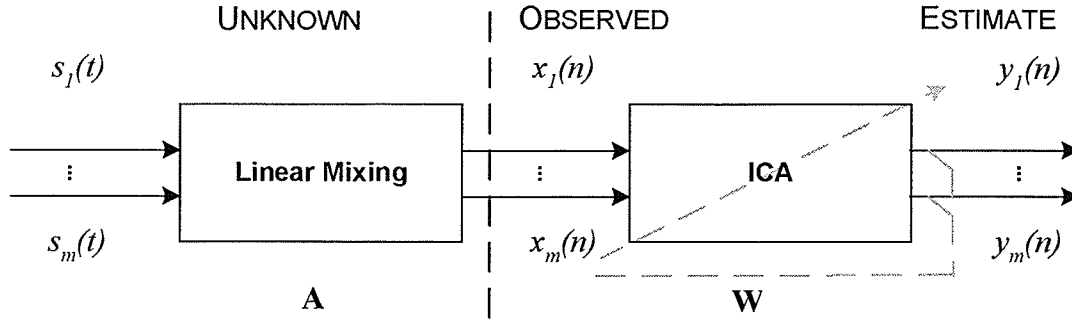 UNKNOWN OBSERVED ESTIMATE
s1(t) x1(n) y1(n)
Linear Mixing ICA
⋮ ⋮ ⋮
sm(t) xm(n) ym(n)
A W